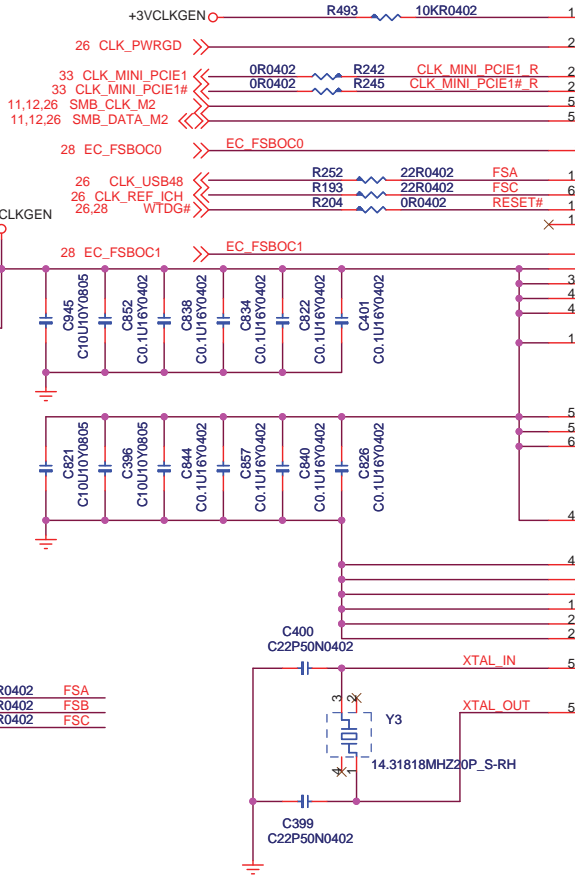 +3VCLKGEN R493 10KR0402 1
26 CLK_PWRGD 2
33 CLK_MINI_PCIE1 0R0402 R242 CLK_MINI_PCIE1_R 2
33 CLK_MINI_PCIE1# 0R0402 R245 CLK_MINI_PCIE1#_R 2
11,12,26 SMB_CLK_M2 5
11,12,26 SMB_DATA_M2 5
28 EC_FSBOC0 EC_FSBOC0
26 CLK_USB48 R252 22R0402 FSA 1
26 CLK_REF_ICH R193 22R0402 FSC 6
26,28 WTDG# R204 0R0402 RESET# 1
CLKGEN 1
28 EC_FSBOC1 EC_FSBOC1
3
4
4
1
C945
C10U10Y0805
C852
C0.1U16Y0402
C838
C0.1U16Y0402
C834
C0.1U16Y0402
C822
C0.1U16Y0402
C401
C0.1U16Y0402
5
5
6
C821
C10U10Y0805
C396
C10U10Y0805
C844
C0.1U16Y0402
C857
C0.1U16Y0402
C840
C0.1U16Y0402
C826
C0.1U16Y0402
4
4
1
2
2
C400
C22P50N0402
XTAL_IN 5
R0402 FSA
R0402 FSB
R0402 FSC
3 2
XTAL_OUT 5
Y3
4 1
14.31818MHZ20P_S-RH
C399
C22P50N0402